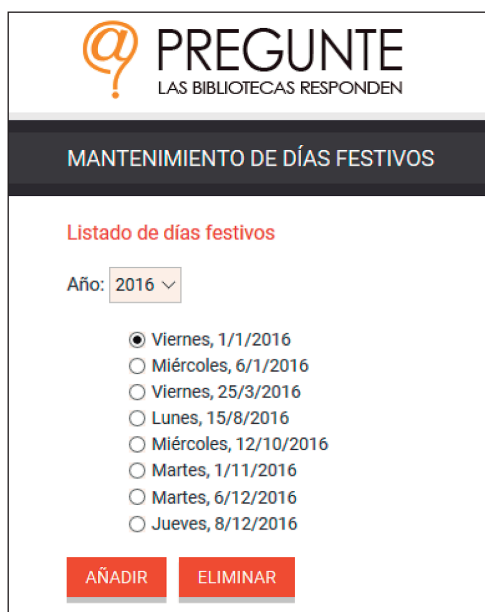 PREGUNTE
LAS BIBLIOTECAS RESPONDEN
MANTENIMIENTO DE DÍAS FESTIVOS
Listado de días festivos
Año: 2016
Viernes, 1/1/2016
Miércoles, 6/1/2016
Viernes, 25/3/2016
Lunes, 15/8/2016
Miércoles, 12/10/2016
Martes, 1/11/2016
Martes, 6/12/2016
Jueves, 8/12/2016
AÑADIR ELIMINAR